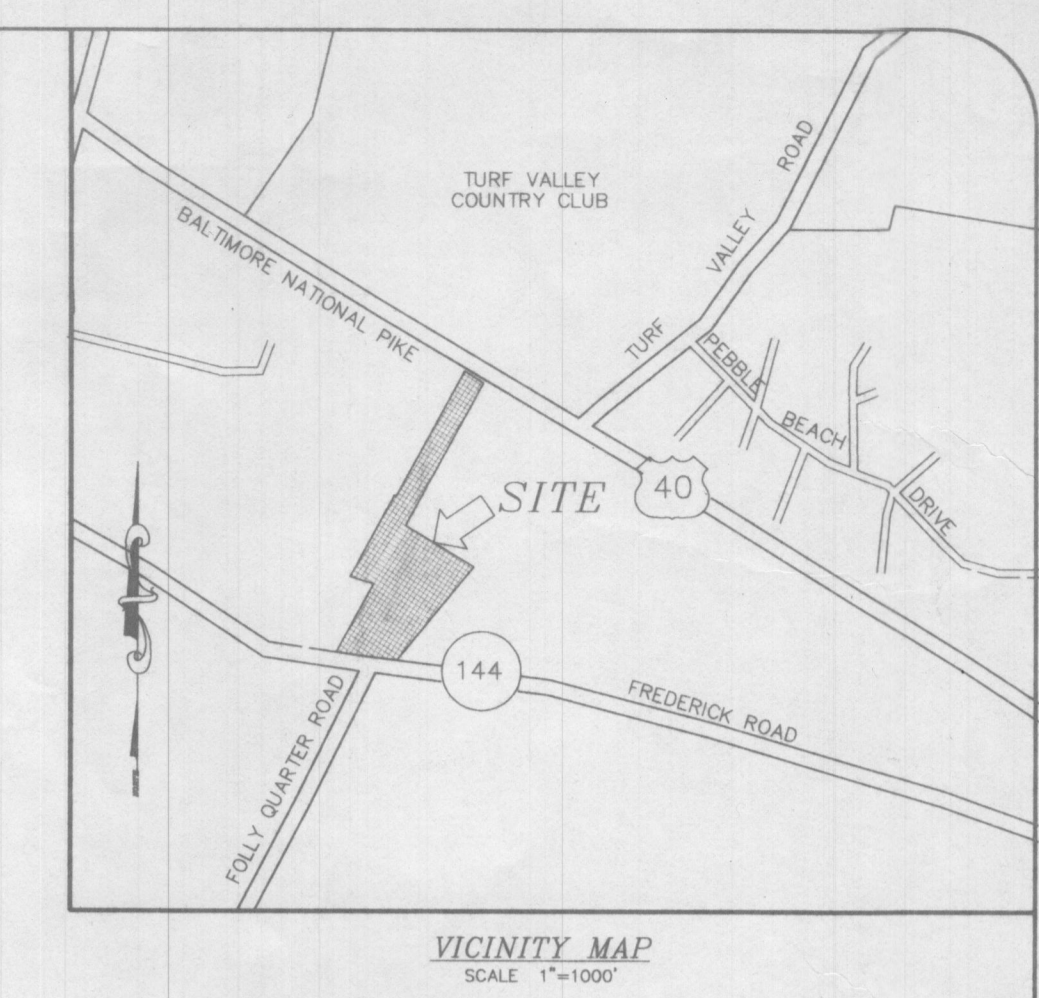 TURF VALLEY
COUNTRY CLUB
BALTIMORE NATIONAL PIKE
TURF VALLEY ROAD
PEBBLE BEACH DRIVE
SITE
40
144
FREDERICK ROAD
FOLLY QUARTER ROAD
VICINITY MAP
SCALE 1"=1000'